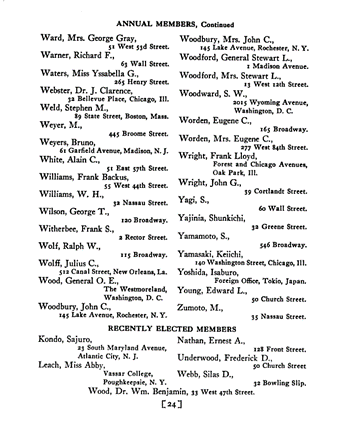 ANNUAL MEMBERS, Continued
Ward, Mrs. George Gray,
51 West 53d Street.
Warner, Richard F.,
63 Wall Street.
Waters, Miss Yssabella G.,
265 Henry Street.
Webster, Dr. J. Clarence,
32 Bellevue Place, Chicago, Ill.
Weld, Stephen M.,
89 State Street, Boston, Mass.
Weyer, M.,
445 Broome Street.
Weyers, Bruno,
61 Garfield Avenue, Madison, N. J.
White, Alain C.,
51 East 57th Street.
Williams, Frank Backus,
55 West 44th Street.
Williams, W. H.,
32 Nassau Street.
Wilson, George T.,
120 Broadway.
Witherbee, Frank S.,
2 Rector Street.
Wolf, Ralph W.,
115 Broadway.
Wolff, Julius C.,
512 Canal Street, New Orleans, La.
Wood, General O. E.,
The Westmoreland,
Washington, D. C.
Woodbury, John C.,
145 Lake Avenue, Rochester, N. Y.
Woodbury, Mrs. John C.,
145 Lake Avenue, Rochester, N. Y.
Woodford, General Stewart L.,
1 Madison Avenue.
Woodford, Mrs. Stewart L.,
13 West 12th Street.
Woodward, S. W.,
2015 Wyoming Avenue,
Washington, D. C.
Worden, Eugene C.,
165 Broadway.
Worden, Mrs. Eugene C.,
277 West 84th Street.
Wright, Frank Lloyd,
Forest and Chicago Avenues,
Oak Park, Ill.
Wright, John G.,
39 Cortlandt Street.
Yagi, S.,
60 Wall Street.
Yajinia, Shunkichi,
32 Greene Street.
Yamamoto, S.,
546 Broadway.
Yamasaki, Keiichi,
140 Washington Street, Chicago, Ill.
Yoshida, Isaburo,
Foreign Office, Tokio, Japan.
Young, Edward L.,
50 Church Street.
Zumoto, M.,
35 Nassau Street.
RECENTLY ELECTED MEMBERS
Kondo, Sajuro,
25 South Maryland Avenue,
Atlantic City, N. J.
Leach, Miss Abby,
Vassar College,
Poughkeepsie, N. Y.
Nathan, Ernest A.,
128 Front Street.
Underwood, Frederick D.,
50 Church Street
Webb, Silas D.,
32 Bowling Slip.
Wood, Dr. Wm. Benjamin, 33 West 47th Street.
[24]